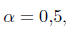 α = 0,5,